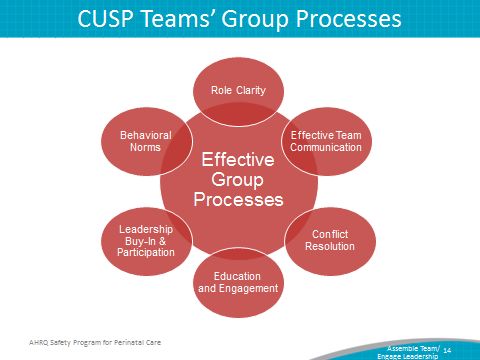 CUSP Teams’ Group Processes
Role Clarity
Behavioral
Norms
Effective Team
Communication
Effective
Group
Processes
Leadership
Buy-In &
Participation
Conflict
Resolution
Education
and Engagement
AHRQ Safety Program for Perinatal Care
Assemble Team/
Engage Leadership
14